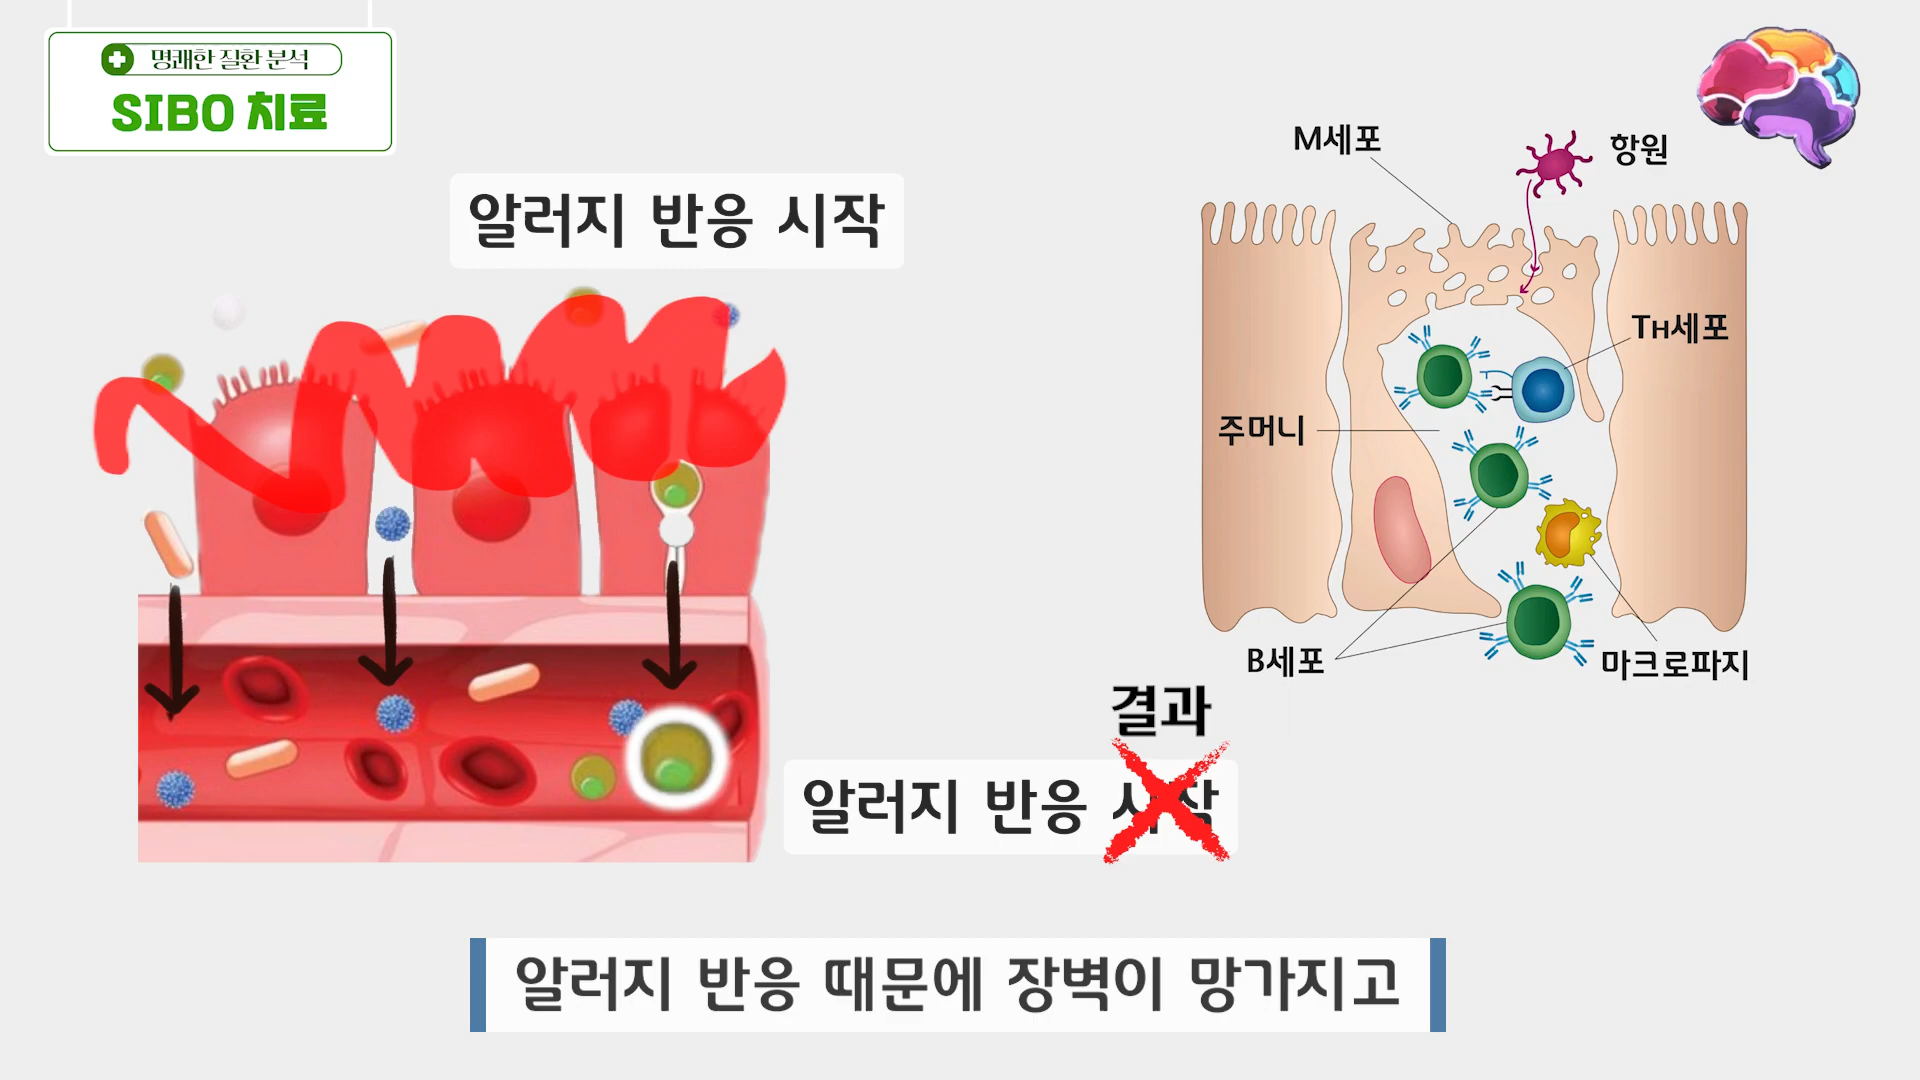 명쾌한 질환 분석
SIBO 치료
알러지 반응 시작
M세포
항원
TH세포
주머니
B세포
마크로파지
결과
알러지 반응 시작
알러지 반응 때문에 장벽이 망가지고